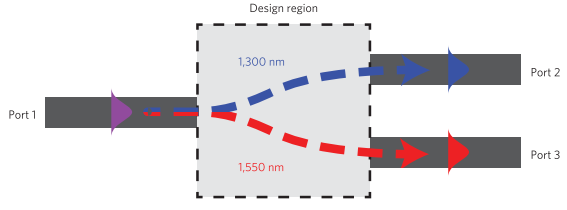 Design region
1,300 nm
Port 2
Port 1
Port 3
1,550 nm